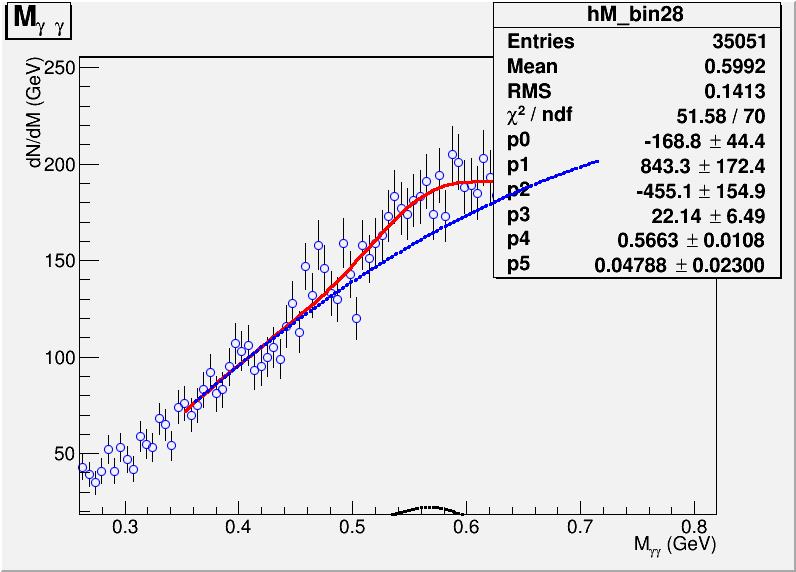 M_γ γ
hM_bin28
Entries 35051
Mean 0.5992
RMS 0.1413
χ² / ndf 51.58 / 70
p0 -168.8 ± 44.4
p1 843.3 ± 172.4
p2 -455.1 ± 154.9
p3 22.14 ± 6.49
p4 0.5663 ± 0.0108
p5 0.04788 ± 0.02300
dN/dM (GeV)
250
200
150
100
50
0.3 0.4 0.5 0.6 0.7 0.8
M_γγ (GeV)